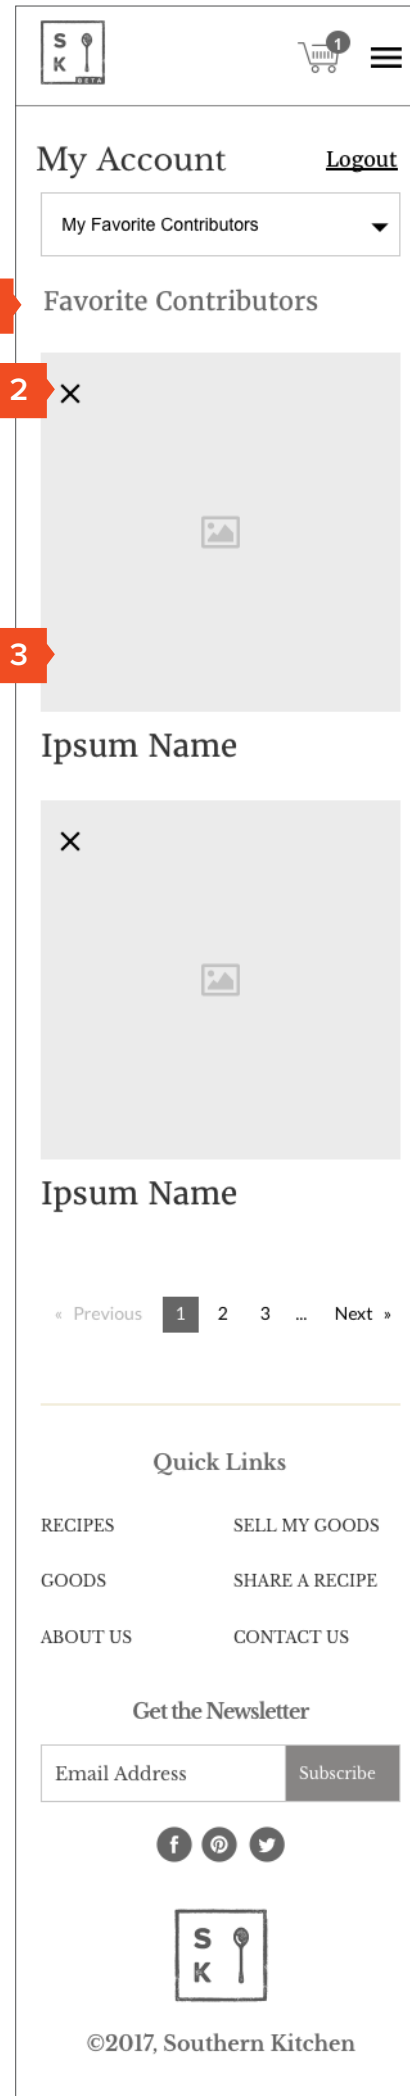 S
K
BETA
1
My Account
Logout
My Favorite Contributors
Favorite Contributors
2
3
Ipsum Name
Ipsum Name
« Previous 1 2 3 ... Next »
Quick Links
RECIPES SELL MY GOODS
GOODS SHARE A RECIPE
ABOUT US CONTACT US
Get the Newsletter
Email Address Subscribe
S
K
©2017, Southern Kitchen